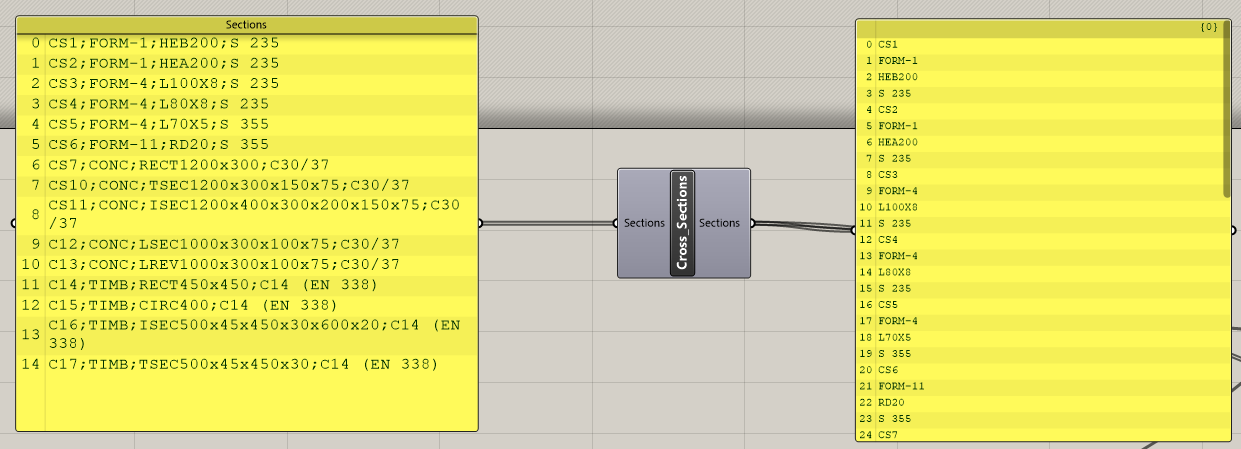 Sections
0 CS1;FORM-1;HEB200;S 235
1 CS2;FORM-1;HEA200;S 235
2 CS3;FORM-4;L100X8;S 235
3 CS4;FORM-4;L80X8;S 235
4 CS5;FORM-4;L70X5;S 355
5 CS6;FORM-11;RD20;S 355
6 CS7;CONC;RECT1200x300;C30/37
7 CS10;CONC;TSEC1200x300x150x75;C30/37
8 CS11;CONC;ISEC1200x400x300x200x150x75;C30
/37
9 C12;CONC;LSEC1000x300x100x75;C30/37
10 C13;CONC;LREV1000x300x100x75;C30/37
11 C14;TIMB;RECT450x450;C14 (EN 338)
12 C15;TIMB;CIRC400;C14 (EN 338)
13 C16;TIMB;ISEC500x45x450x30x600x20;C14 (EN
338)
14 C17;TIMB;TSEC500x45x450x30;C14 (EN 338)
Sections
Cross_Sections
Sections
{0}
0 CS1
1 FORM-1
2 HEB200
3 S 235
4 CS2
5 FORM-1
6 HEA200
7 S 235
8 CS3
9 FORM-4
10 L100X8
11 S 235
12 CS4
13 FORM-4
14 L80X8
15 S 235
16 CS5
17 FORM-4
18 L70X5
19 S 355
20 CS6
21 FORM-11
22 RD20
23 S 355
24 CS7